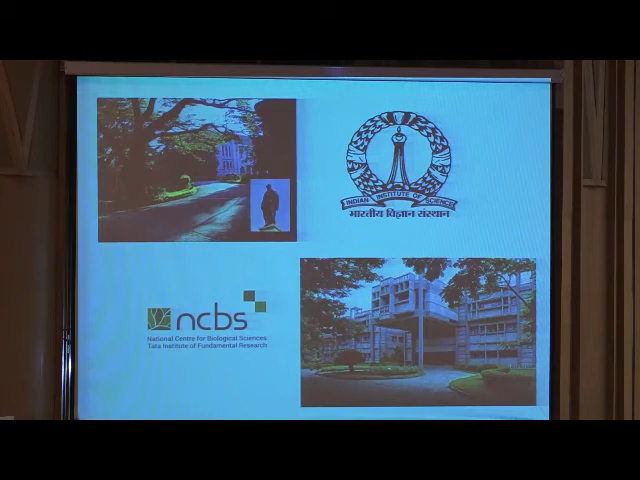 INDIAN INSTITUTE OF SCIENCE
भारतीय विज्ञान संस्थान
ncbs
National Centre for Biological Sciences
Tata Institute of Fundamental Research